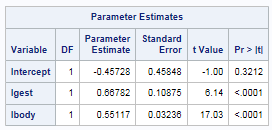 Parameter Estimates
Variable DF Parameter Estimate Standard Error t Value Pr > |t|
Intercept 1 -0.45728 0.45848 -1.00 0.3212
lgest 1 0.66782 0.10875 6.14 <.0001
lbody 1 0.55117 0.03236 17.03 <.0001